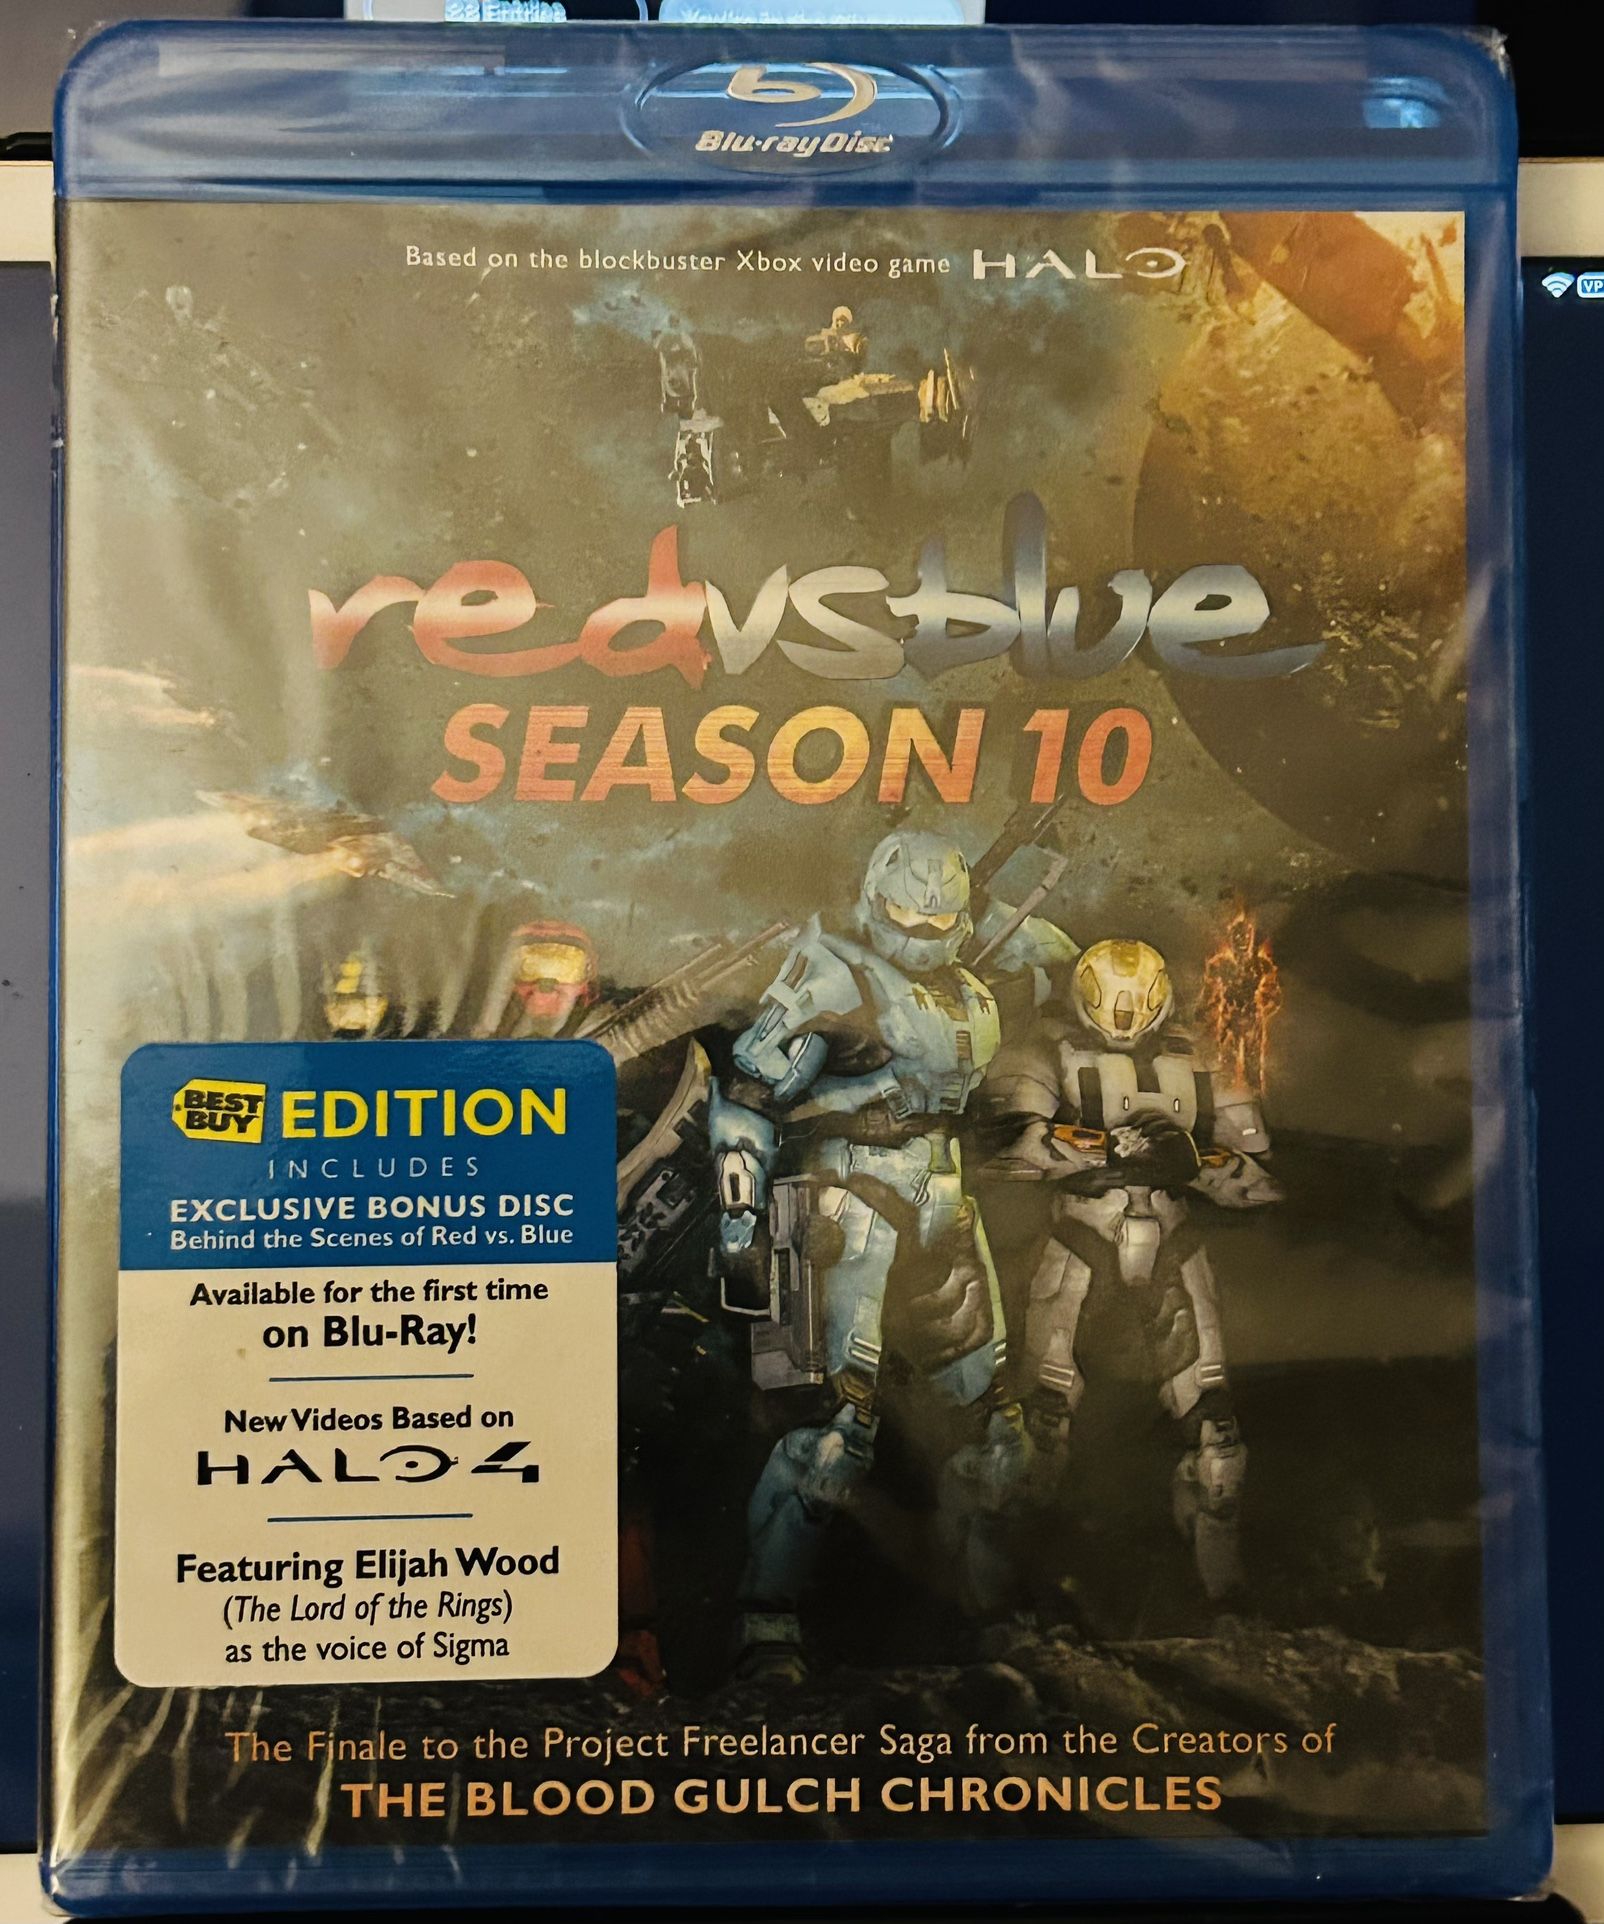 Blu-ray Disc
Based on the blockbuster Xbox video game HALO
red vs blue
SEASON 10
BEST
BUY
EDITION
INCLUDES
EXCLUSIVE BONUS DISC
Behind the Scenes of Red vs. Blue
Available for the first time
on Blu-Ray!
New Videos Based on
HALO 4
Featuring Elijah Wood
(The Lord of the Rings)
as the voice of Sigma
The Finale to the Project Freelancer Saga from the Creators of
THE BLOOD GULCH CHRONICLES